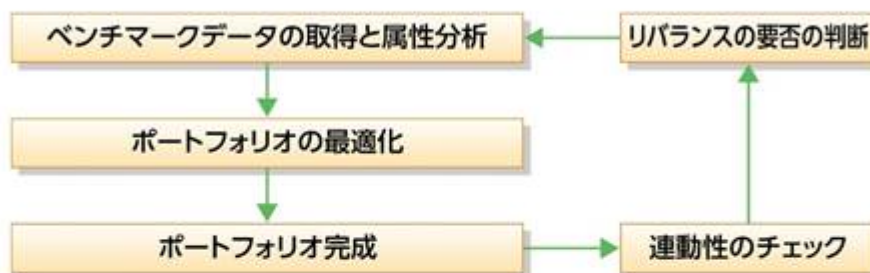 ベンチマークデータの取得と属性分析
リバランスの要否の判断
ポートフォリオの最適化
ポートフォリオ完成
連動性のチェック